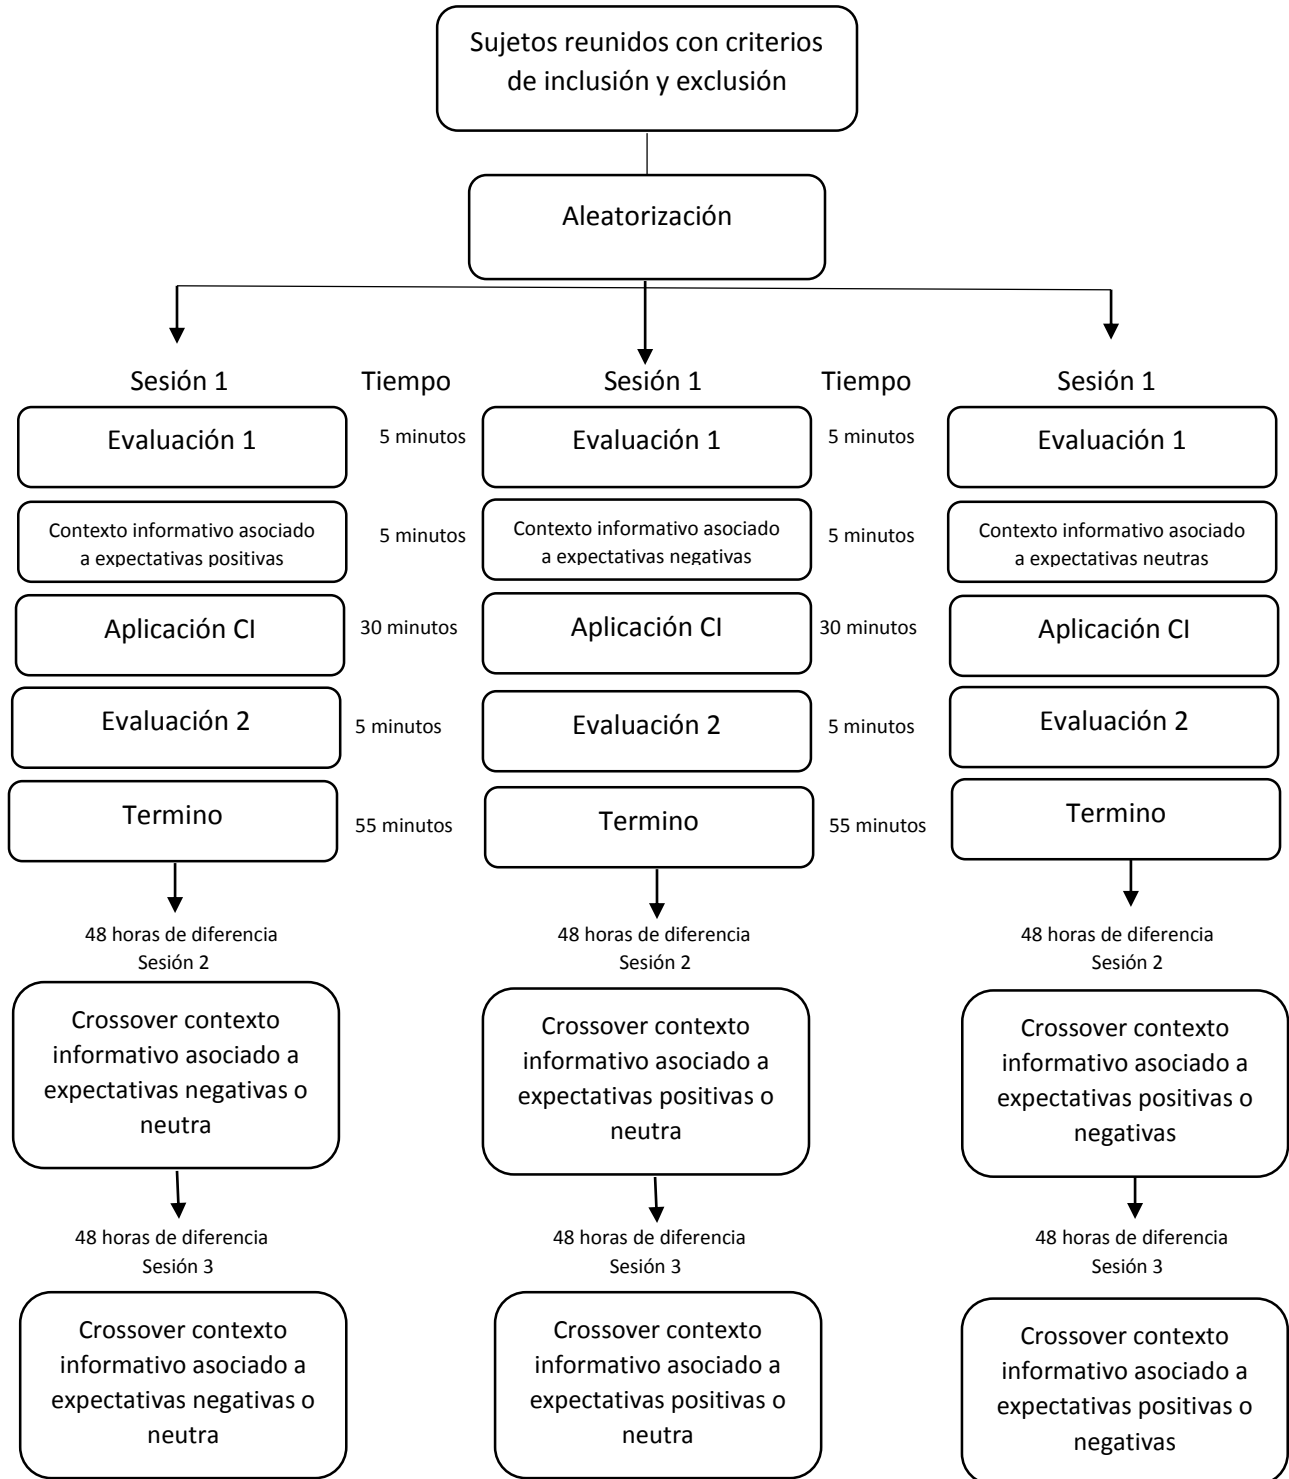 Sujetos reunidos con criterios
de inclusión y exclusión
Aleatorización
Sesión 1
Tiempo
Sesión 1
Tiempo
Sesión 1
Evaluación 1
5 minutos
Evaluación 1
5 minutos
Evaluación 1
Contexto informativo asociado
a expectativas positivas
5 minutos
Contexto informativo asociado
a expectativas negativas
5 minutos
Contexto informativo asociado
a expectativas neutras
Aplicación CI
30 minutos
Aplicación CI
30 minutos
Aplicación CI
Evaluación 2
5 minutos
Evaluación 2
5 minutos
Evaluación 2
Termino
55 minutos
Termino
55 minutos
Termino
48 horas de diferencia
Sesión 2
48 horas de diferencia
Sesión 2
48 horas de diferencia
Sesión 2
Crossover contexto
informativo asociado a
expectativas negativas o
neutra
Crossover contexto
informativo asociado a
expectativas positivas o
neutra
Crossover contexto
informativo asociado a
expectativas positivas o
negativas
48 horas de diferencia
Sesión 3
48 horas de diferencia
Sesión 3
48 horas de diferencia
Sesión 3
Crossover contexto
informativo asociado a
expectativas negativas o
neutra
Crossover contexto
informativo asociado a
expectativas positivas o
neutra
Crossover contexto
informativo asociado a
expectativas positivas o
negativas